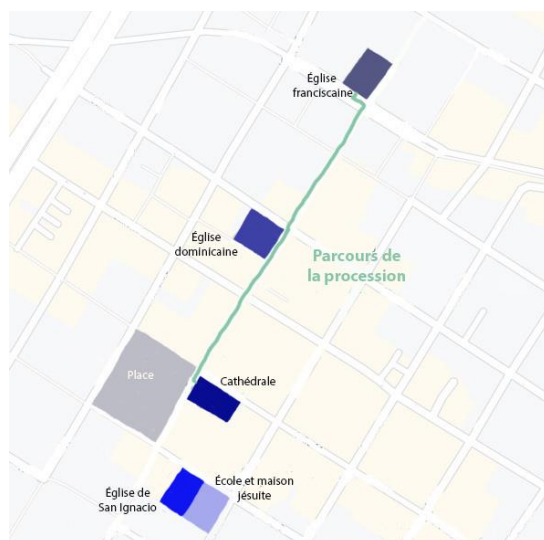 Église
franciscaine
Église
dominicaine
Parcours de
la procession
Place
Cathédrale
École et maison
jésuite
Église de
San Ignacio